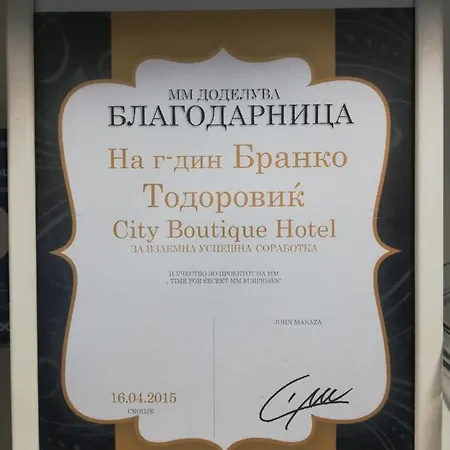 ММ ДОДЕЛУВА
БЛАГОДАРНИЦА
На г-дин Бранко
Тодоровиќ
City Boutique Hotel
ЗА ВЗАЕМНА УСПЕШНА СОРАБОТКА
И УЧЕСТВО ВО ПРОЕКТОТ НА ММ
„ TIME FOR SECRET MM SURPRISES"
JOHN MAKAZA
16.04.2015
СКОПЈЕ